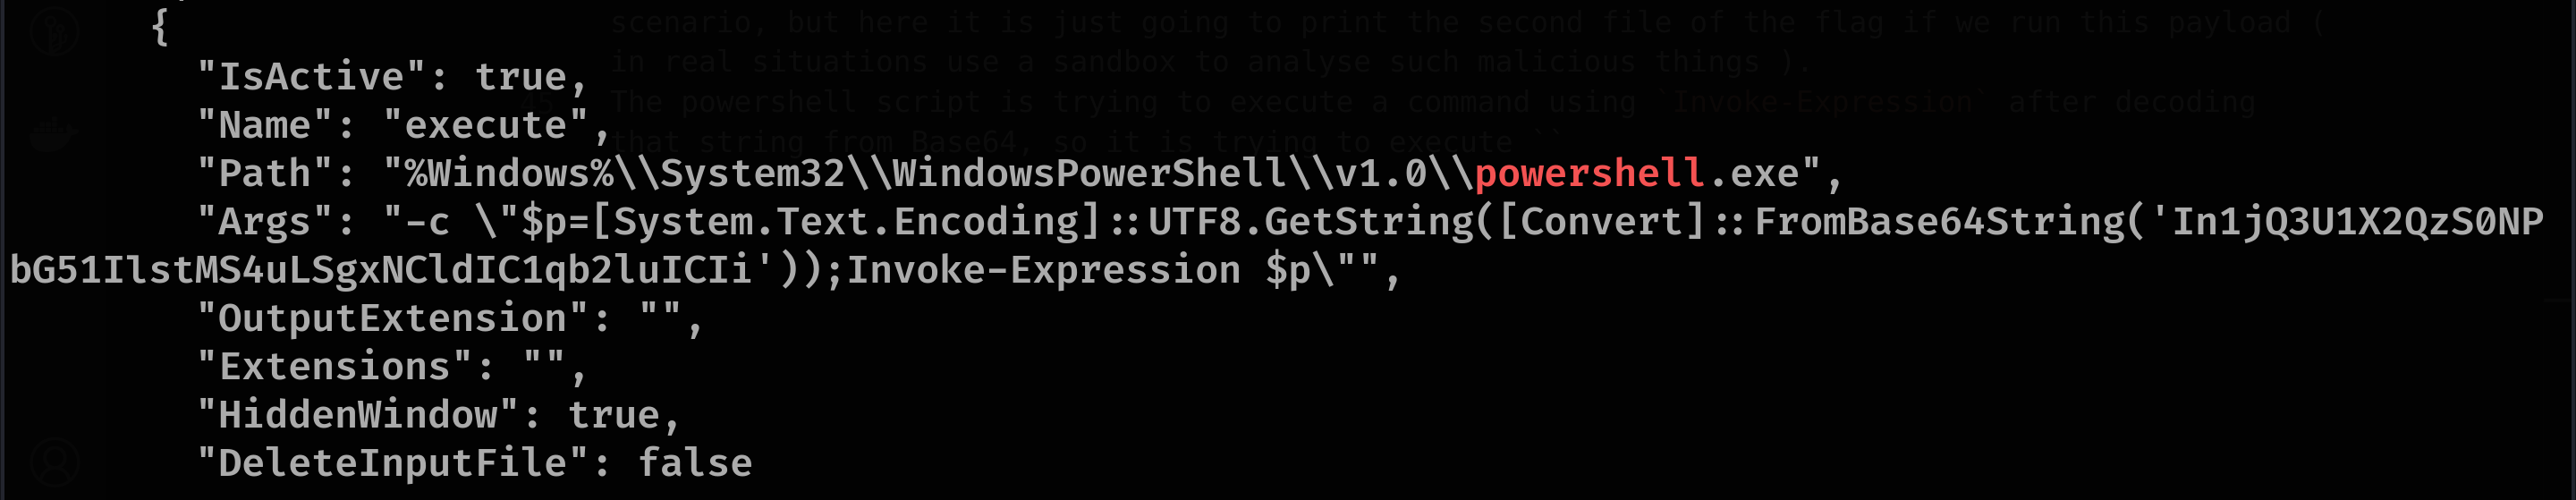 scenario, but here it is just going to print the second file of the flag if we run this payload (
{
in real situations use a sandbox to analyse such malicious things ).
"IsActive": true,
45 The powershell script is trying to execute a command using `Invoke-Expression` after decoding
"Name": "execute",
that string from Base64, so it is trying to execute ``
"Path": "%Windows%\\System32\\WindowsPowerShell\\v1.0\\powershell.exe",
"Args": "-c \"$p=[System.Text.Encoding]::UTF8.GetString([Convert]::FromBase64String('In1jQ3U1X2QzS0NP
bG51IlstMS4uLSgxNCldIC1qb2luICIi'));Invoke-Expression $p\"",
"OutputExtension": "",
"Extensions": "",
"HiddenWindow": true,
"DeleteInputFile": false